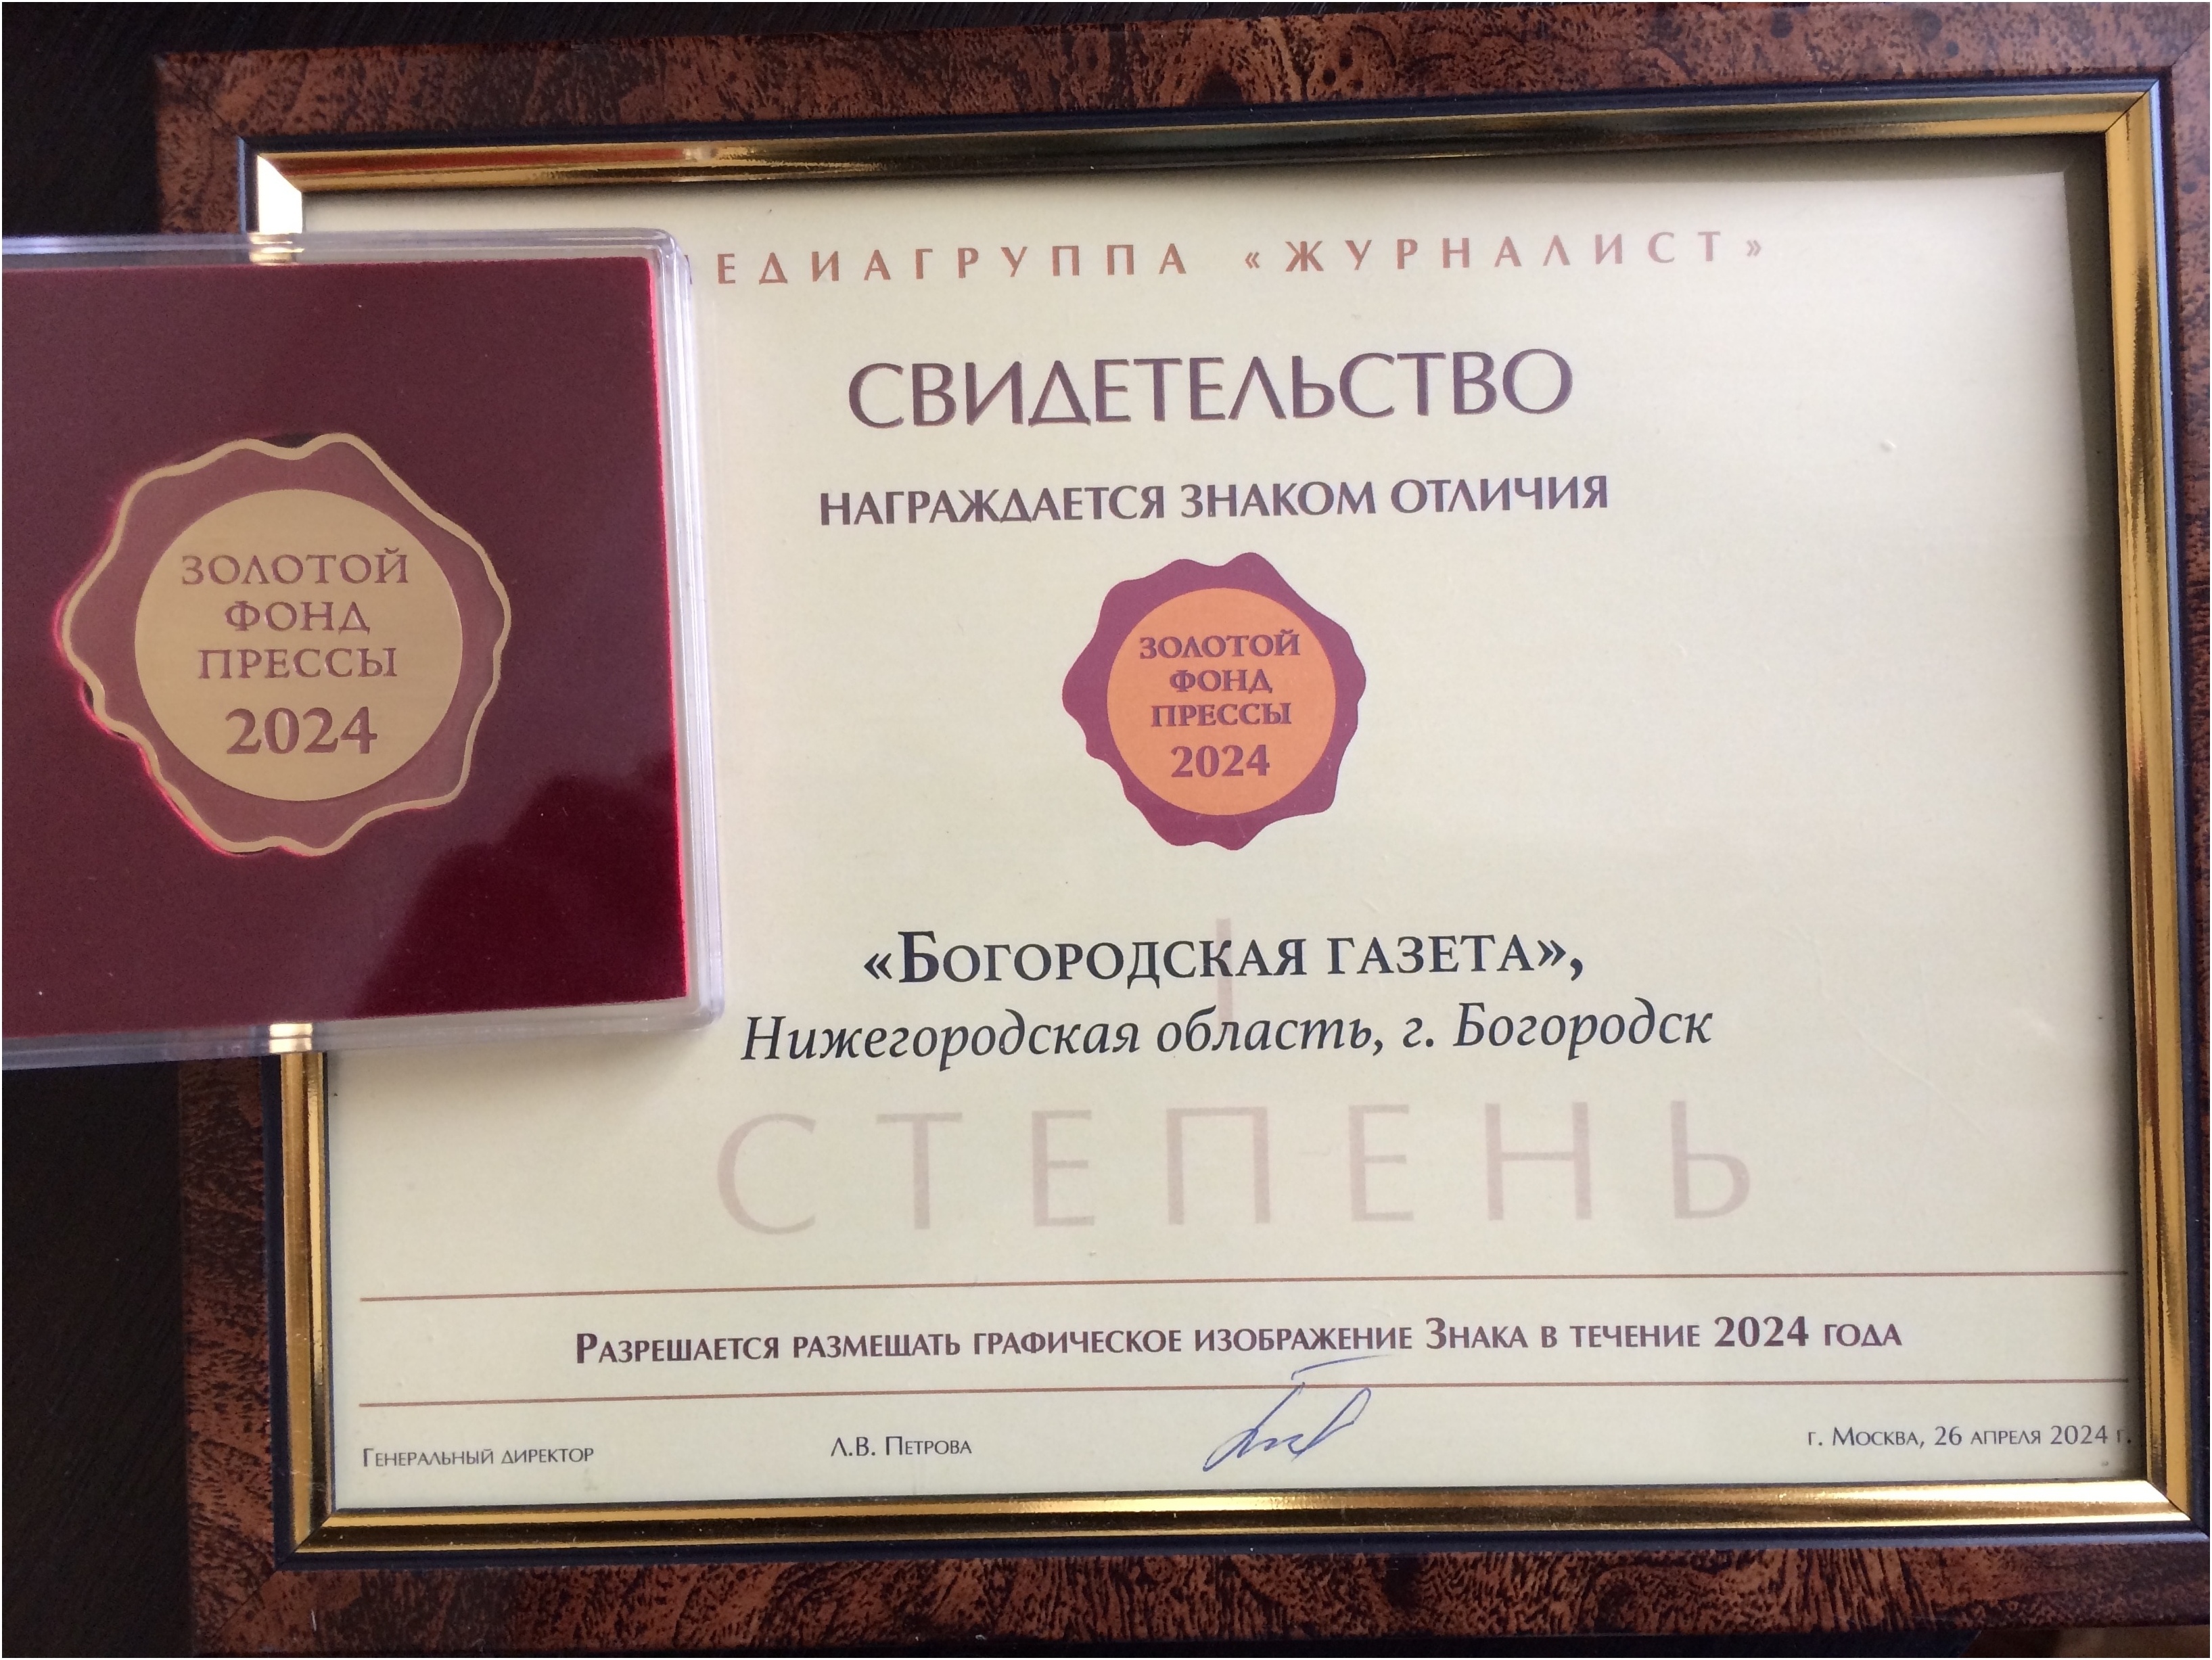 ЗОЛОТОЙ
ФОНД
ПРЕССЫ
2024
МЕДИАГРУППА «ЖУРНАЛИСТ»
СВИДЕТЕЛЬСТВО
НАГРАЖДАЕТСЯ ЗНАКОМ ОТЛИЧИЯ
ЗОЛОТОЙ
ФОНД
ПРЕССЫ
2024
I
«БОГОРОДСКАЯ ГАЗЕТА»,
Нижегородская область, г. Богородск
СТЕПЕНЬ
РАЗРЕШАЕТСЯ РАЗМЕЩАТЬ ГРАФИЧЕСКОЕ ИЗОБРАЖЕНИЕ ЗНАКА В ТЕЧЕНИЕ 2024 ГОДА
ГЕНЕРАЛЬНЫЙ ДИРЕКТОР Л.В. ПЕТРОВА г. МОСКВА, 26 АПРЕЛЯ 2024 г.